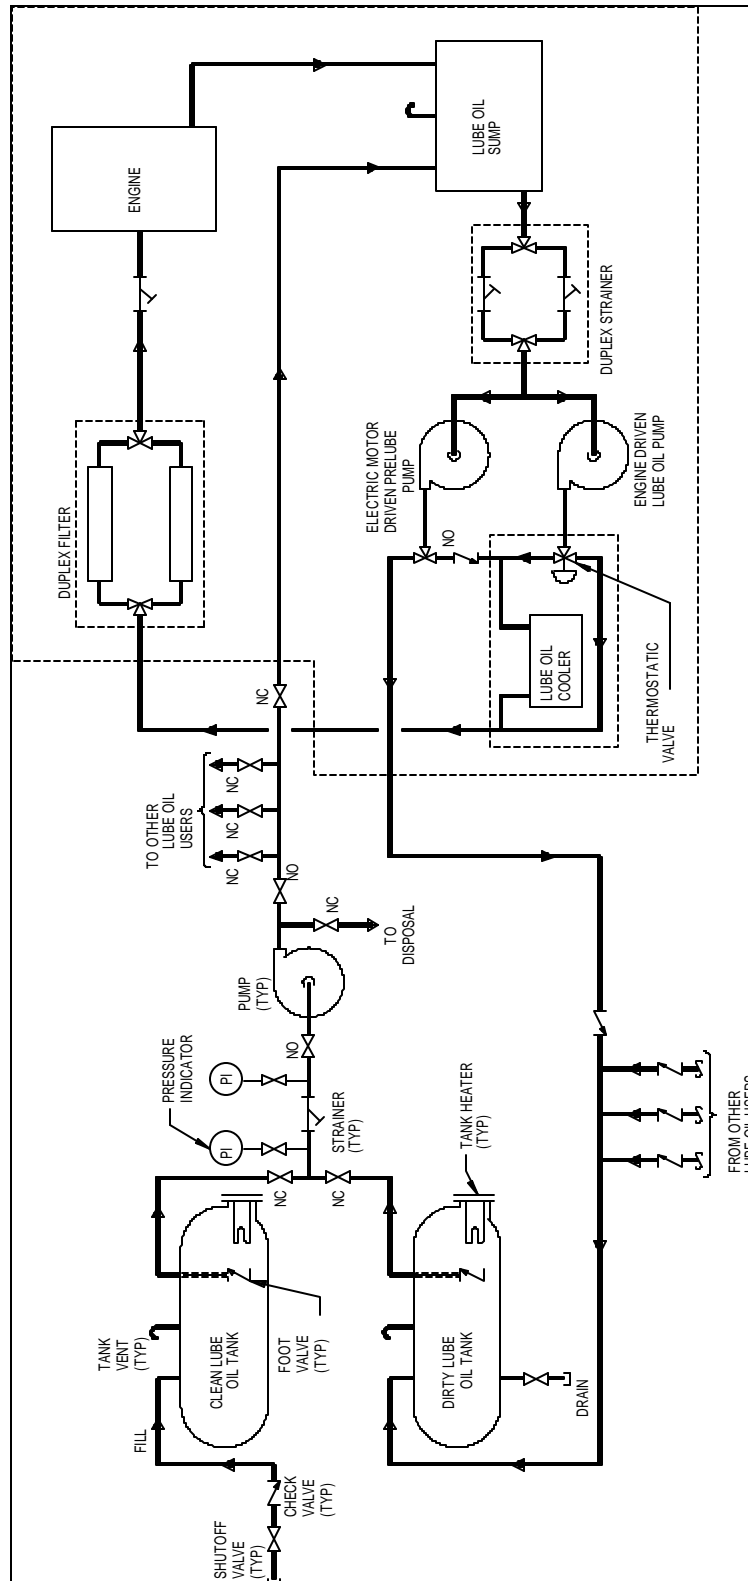 ENGINE
LUBE OIL
SUMP
DUPLEX STRAINER
DUPLEX FILTER
ELECTRIC MOTOR
DRIVEN PRELUBE
PUMP
ENGINE DRIVEN
LUBE OIL PUMP
NO
LUBE OIL
COOLER
THERMOSTATIC
VALVE
NC
TO OTHER
LUBE OIL
USERS
NC
NC
NC
NO
NC
TO
DISPOSAL
PUMP
(TYP)
NO
PRESSURE
INDICATOR
PI
PI
STRAINER
(TYP)
TANK HEATER
(TYP)
NC
NC
FROM OTHER
LUBE OIL USERS
TANK
VENT
(TYP)
CLEAN LUBE
OIL TANK
FOOT
VALVE
(TYP)
DIRTY LUBE
OIL TANK
DRAIN
FILL
CHECK
VALVE
(TYP)
SHUTOFF
VALVE
(TYP)